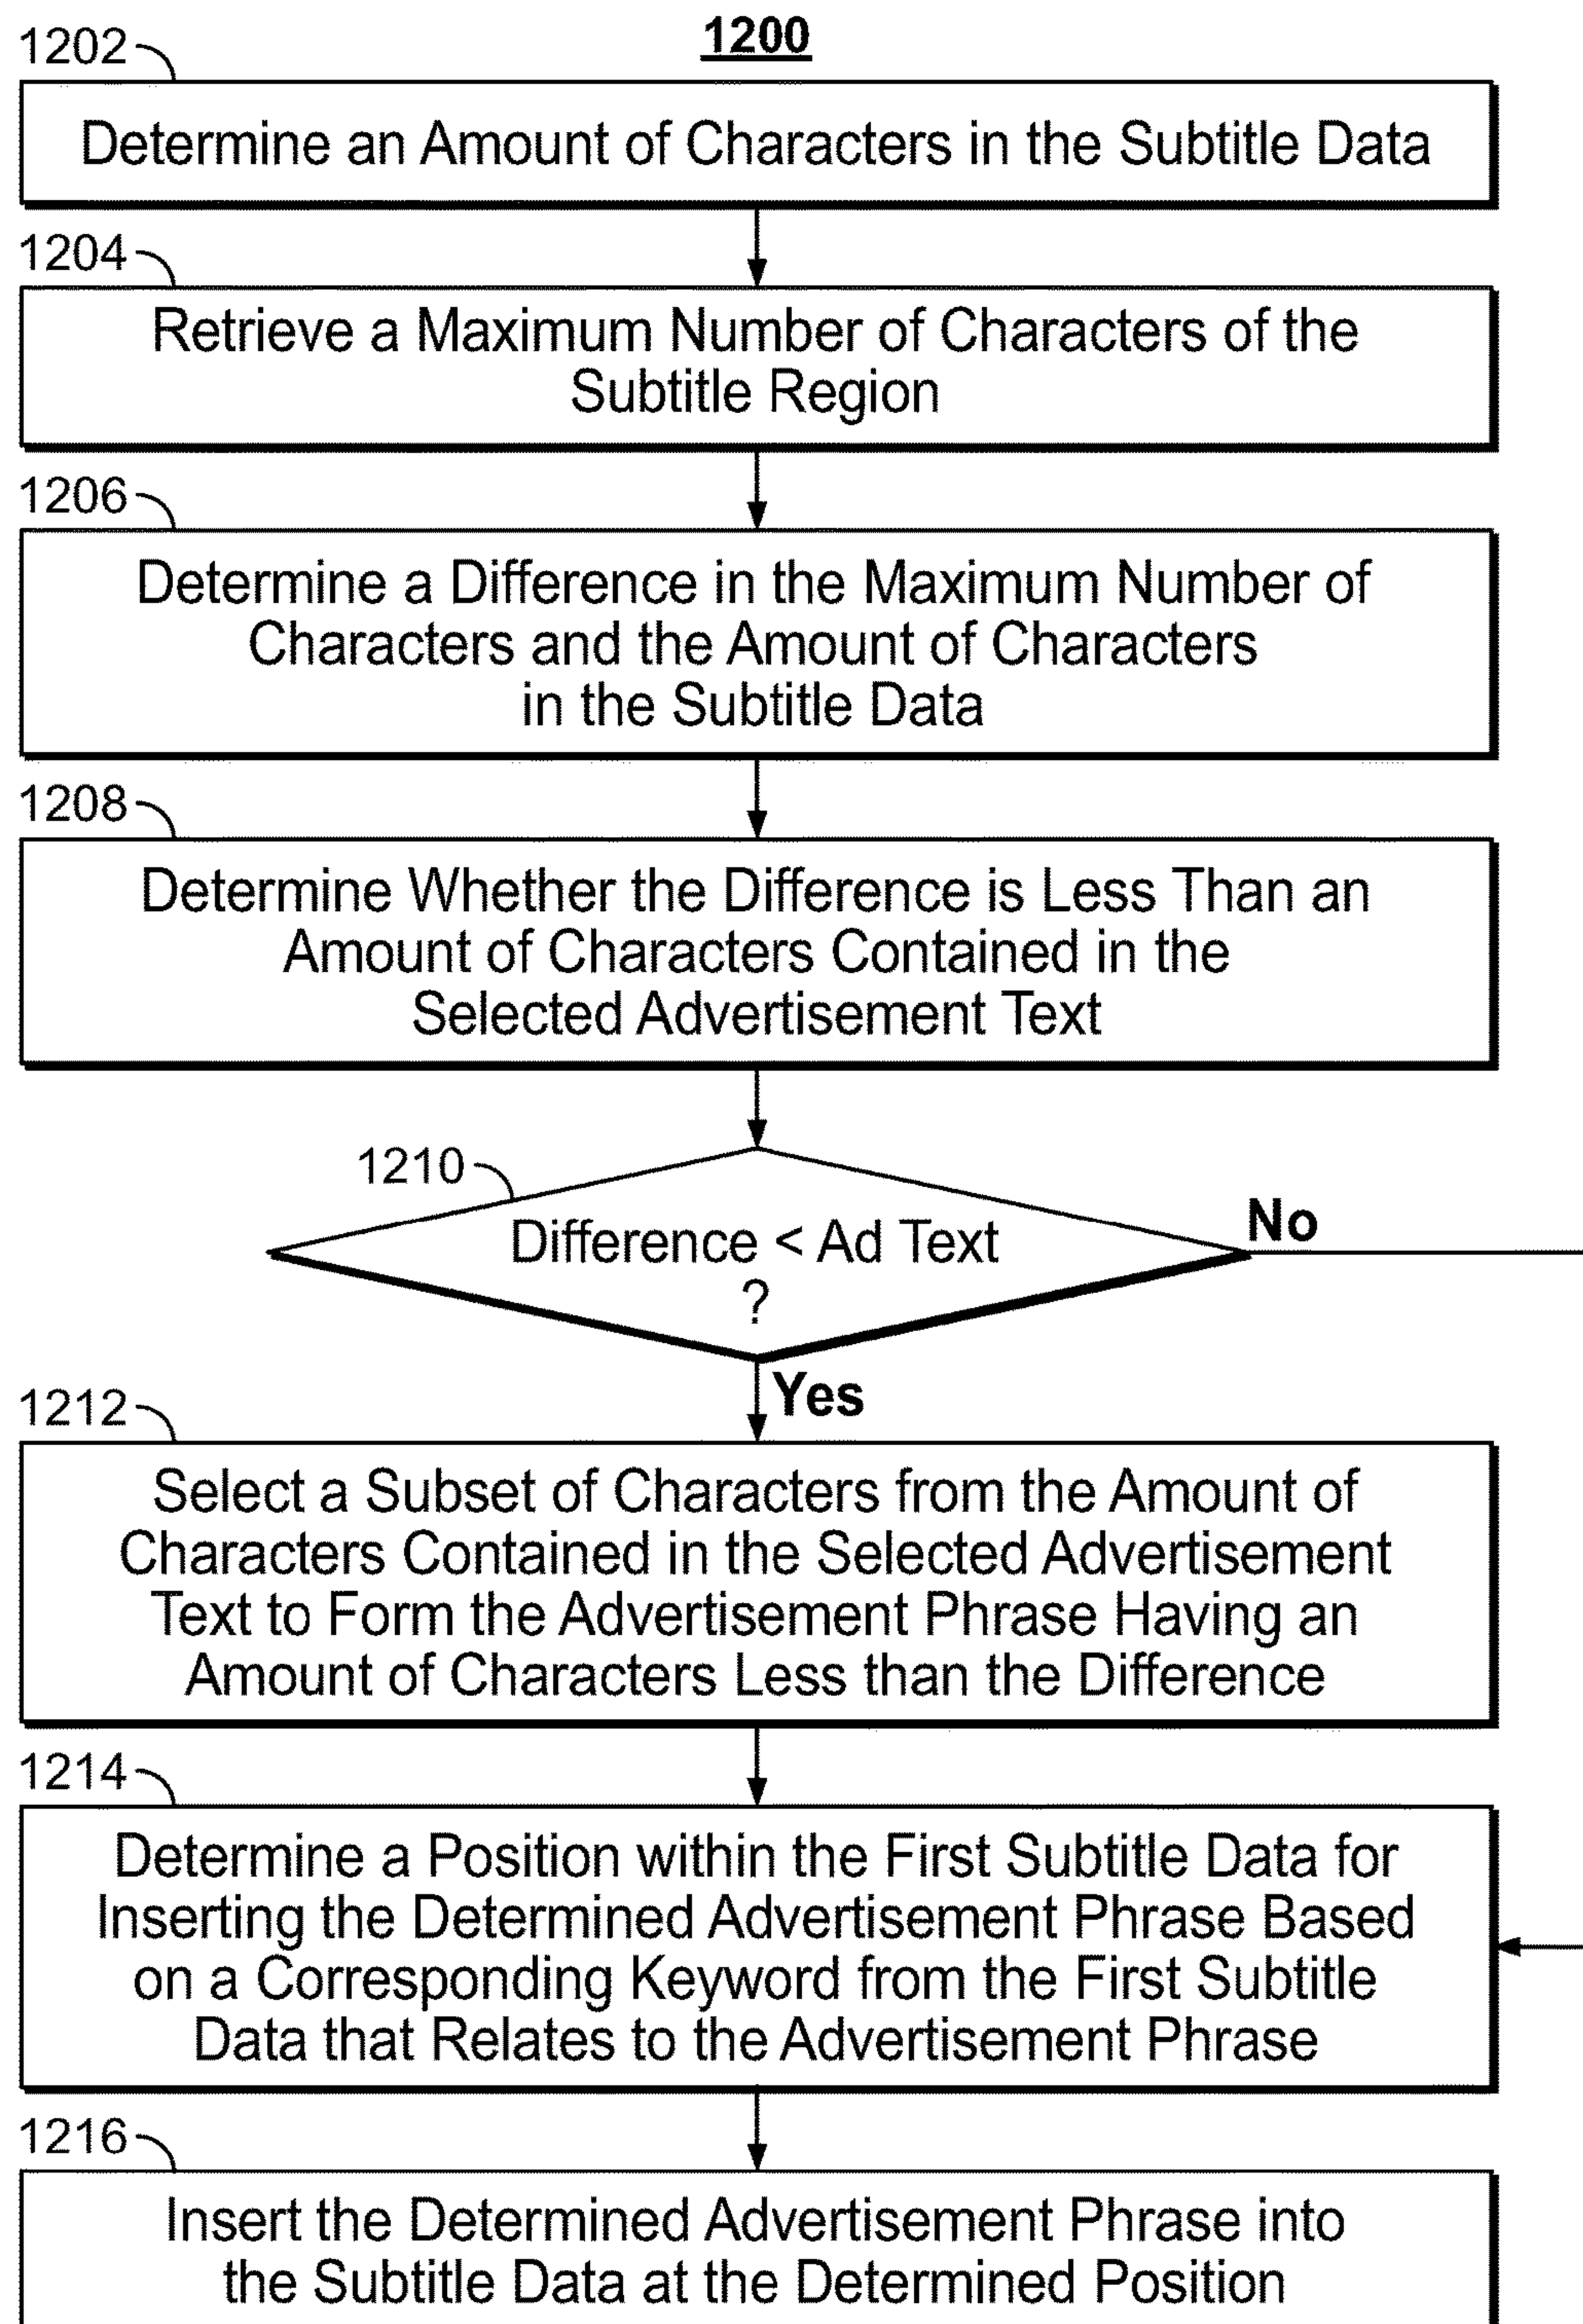 1200
1202
Determine an Amount of Characters in the Subtitle Data
1204
Retrieve a Maximum Number of Characters of the
Subtitle Region
1206
Determine a Difference in the Maximum Number of
Characters and the Amount of Characters
in the Subtitle Data
1208
Determine Whether the Difference is Less Than an
Amount of Characters Contained in the
Selected Advertisement Text
1210
Difference < Ad Text
?
No
Yes
1212
Select a Subset of Characters from the Amount of
Characters Contained in the Selected Advertisement
Text to Form the Advertisement Phrase Having an
Amount of Characters Less than the Difference
1214
Determine a Position within the First Subtitle Data for
Inserting the Determined Advertisement Phrase Based
on a Corresponding Keyword from the First Subtitle
Data that Relates to the Advertisement Phrase
1216
Insert the Determined Advertisement Phrase into
the Subtitle Data at the Determined Position